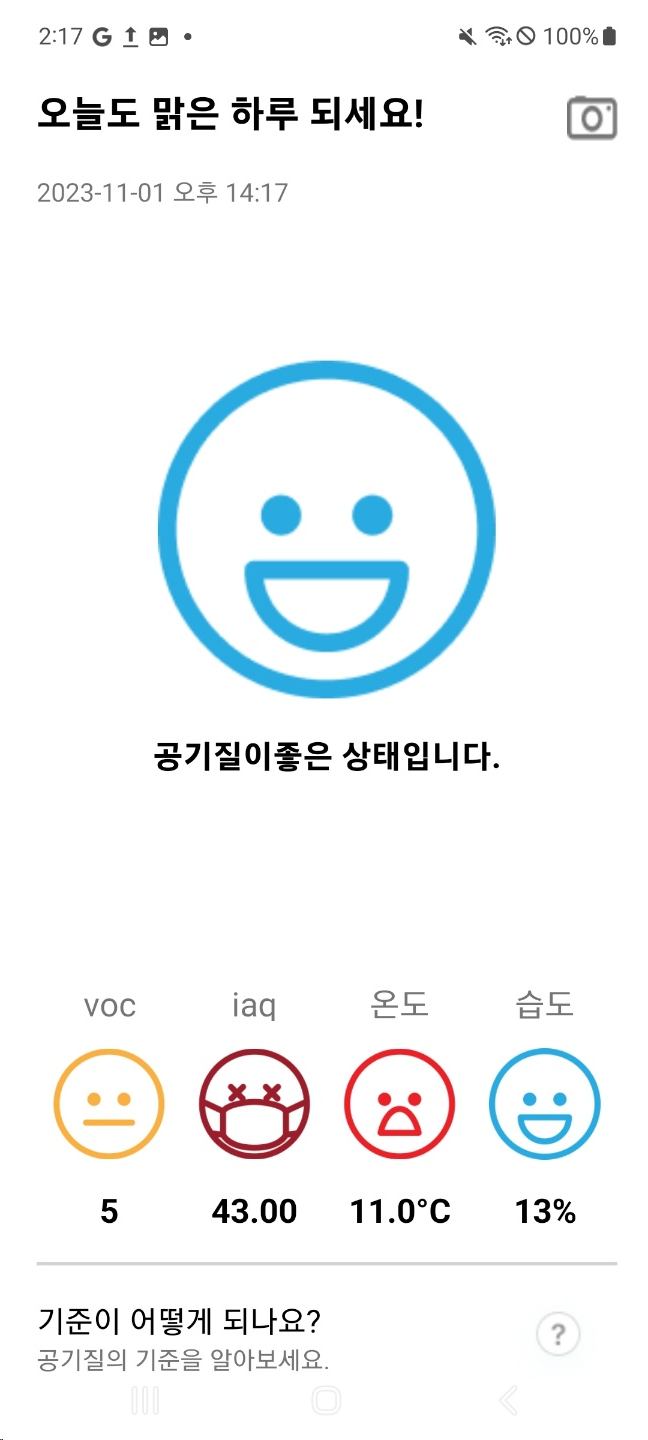 2:17 100%
오늘도 맑은 하루 되세요!
2023-11-01 오후 14:17
공기질이좋은 상태입니다.
voc iaq 온도 습도
5 43.00 11.0°C 13%
기준이 어떻게 되나요?
?
공기질의 기준을 알아보세요.